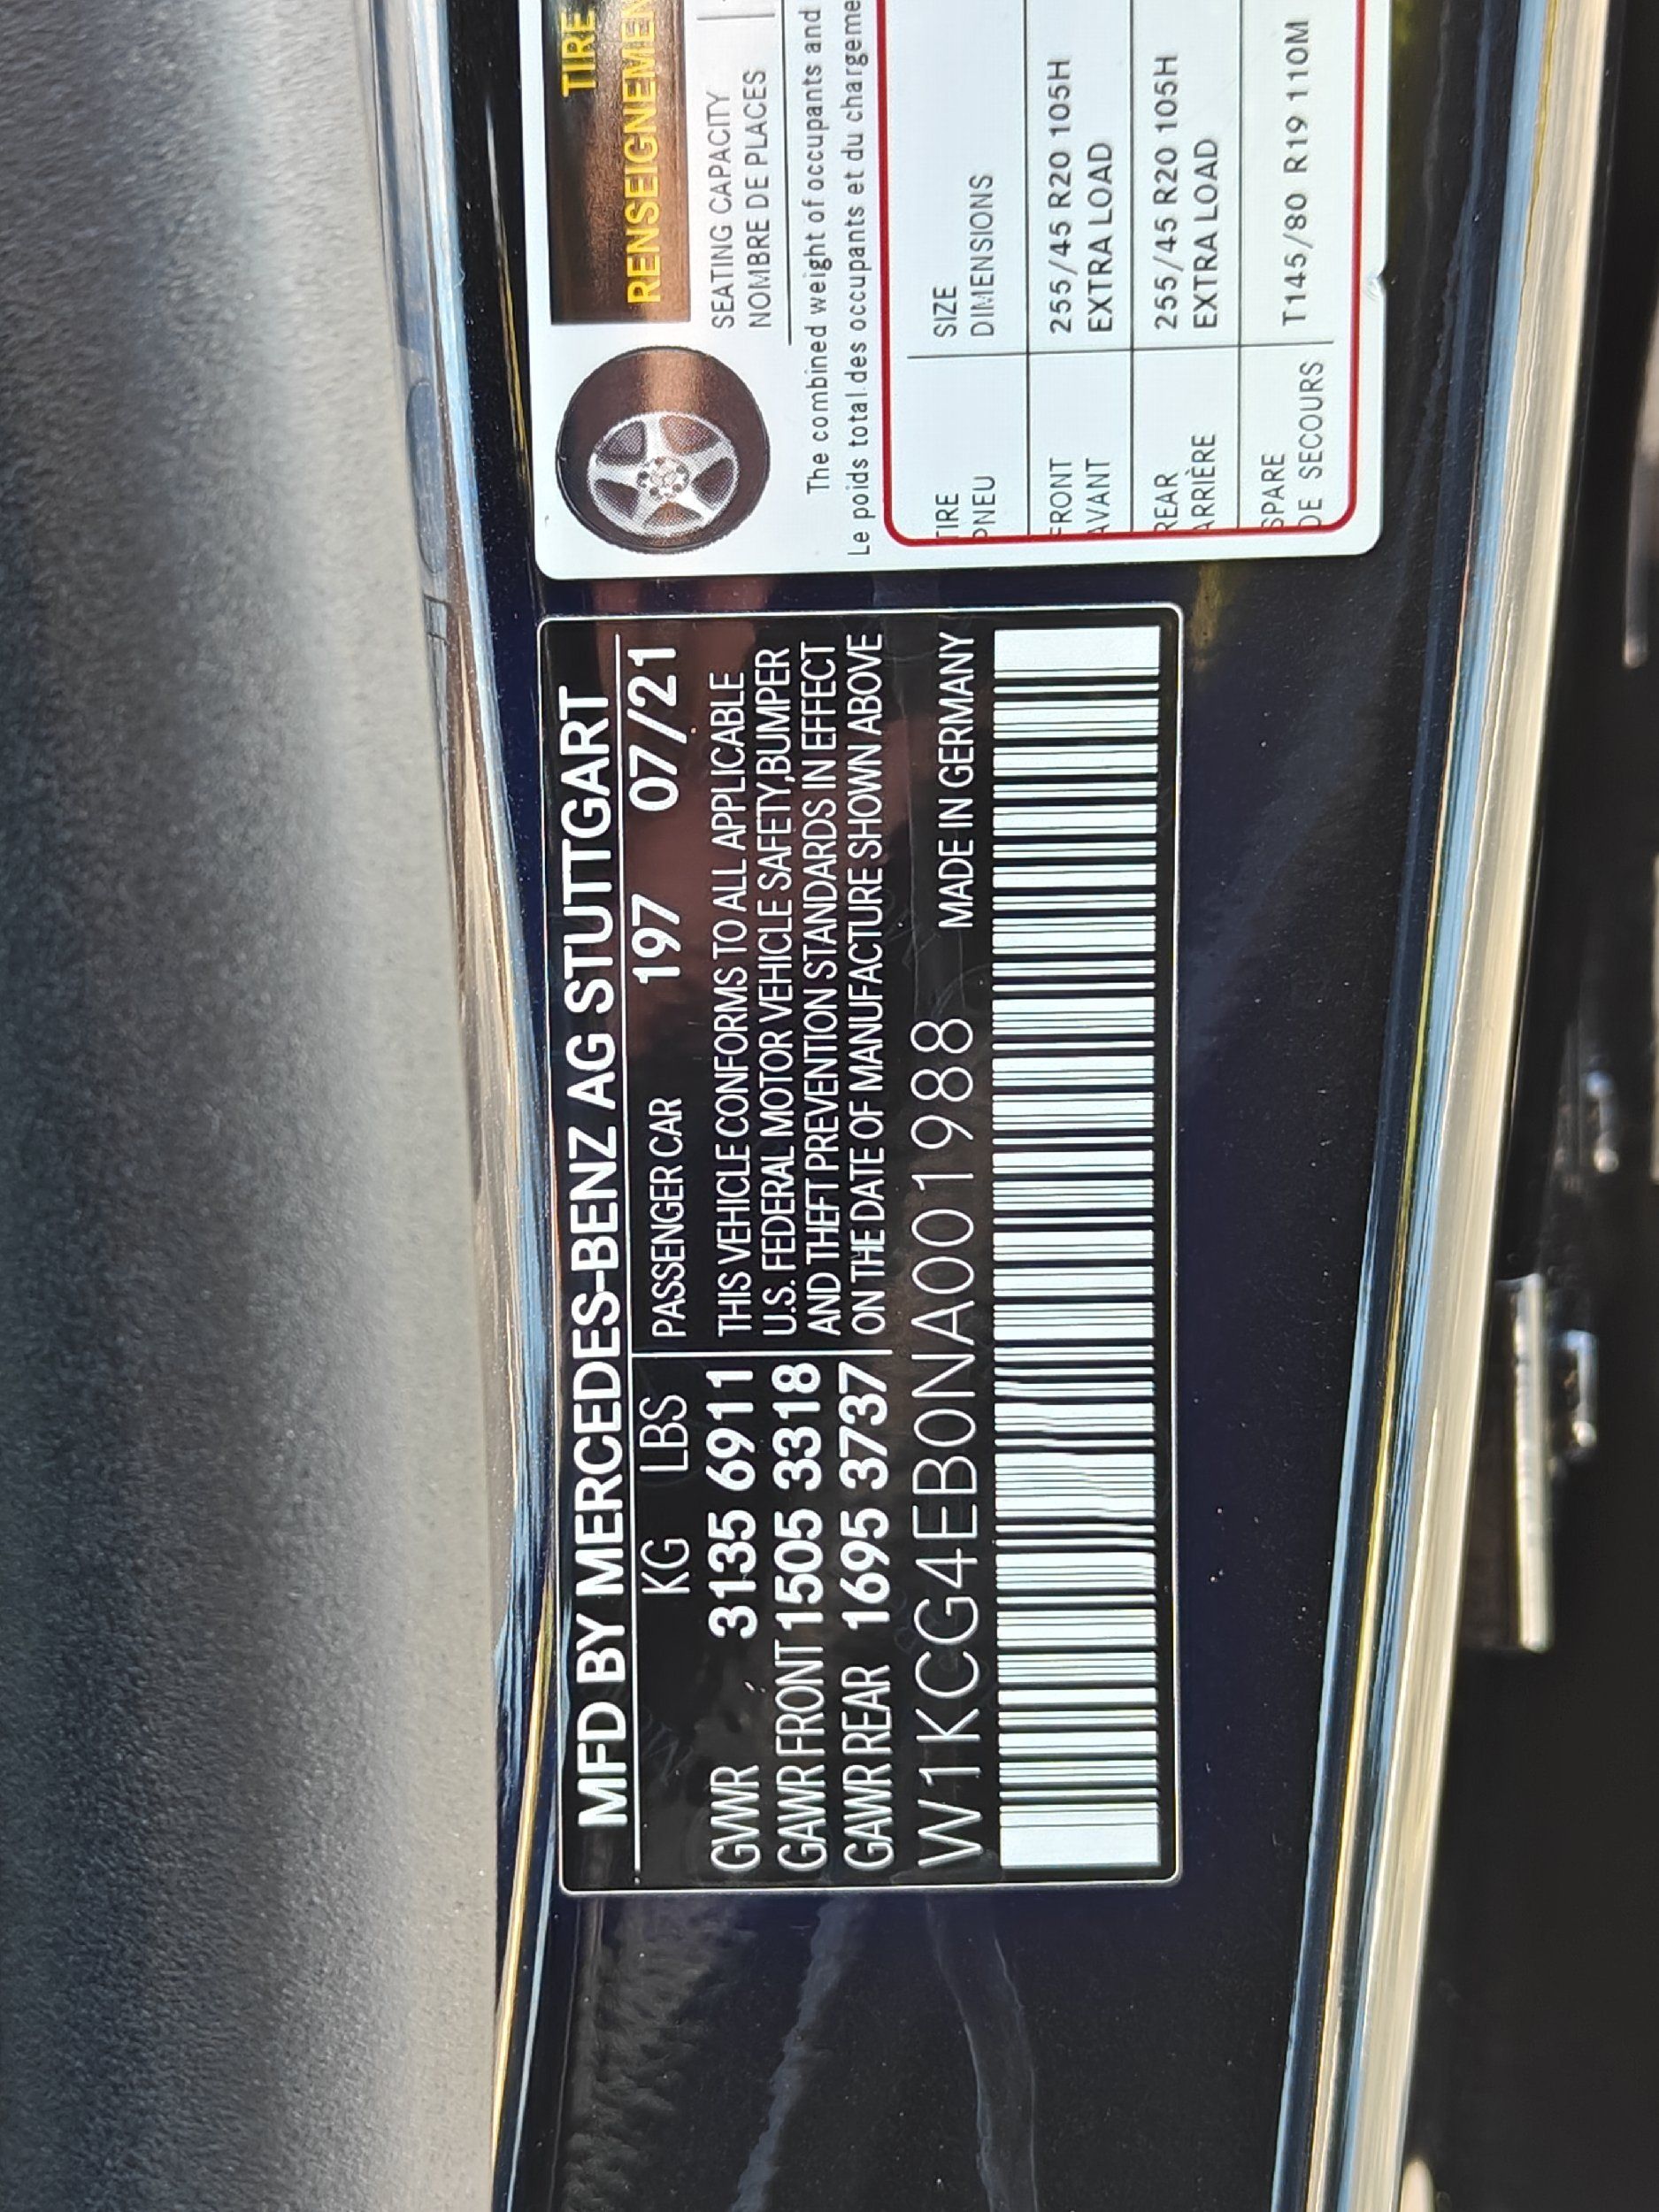 MFD BY MERCEDES-BENZ AG STUTTGART
KG LBS PASSENGER CAR 197 07/21
GVWR 3135 6911 THIS VEHICLE CONFORMS TO ALL APPLICABLE
GAWR FRONT 1505 3318 U.S. FEDERAL MOTOR VEHICLE SAFETY, BUMPER
GAWR REAR 1695 3737 AND THEFT PREVENTION STANDARDS IN EFFECT
ON THE DATE OF MANUFACTURE SHOWN ABOVE
W1KCG4EB0NA001988 MADE IN GERMANY
TIRE
RENSEIGNEMEN
SEATING CAPACITY
NOMBRE DE PLACES
The combined weight of occupants and
Le poids total des occupants et du chargeme
TIRE SIZE
PNEU DIMENSIONS
FRONT 255/45 R20 105H
AVANT EXTRA LOAD
REAR 255/45 R20 105H
ARRIÈRE EXTRA LOAD
SPARE T145/80 R19 110M
DE SECOURS